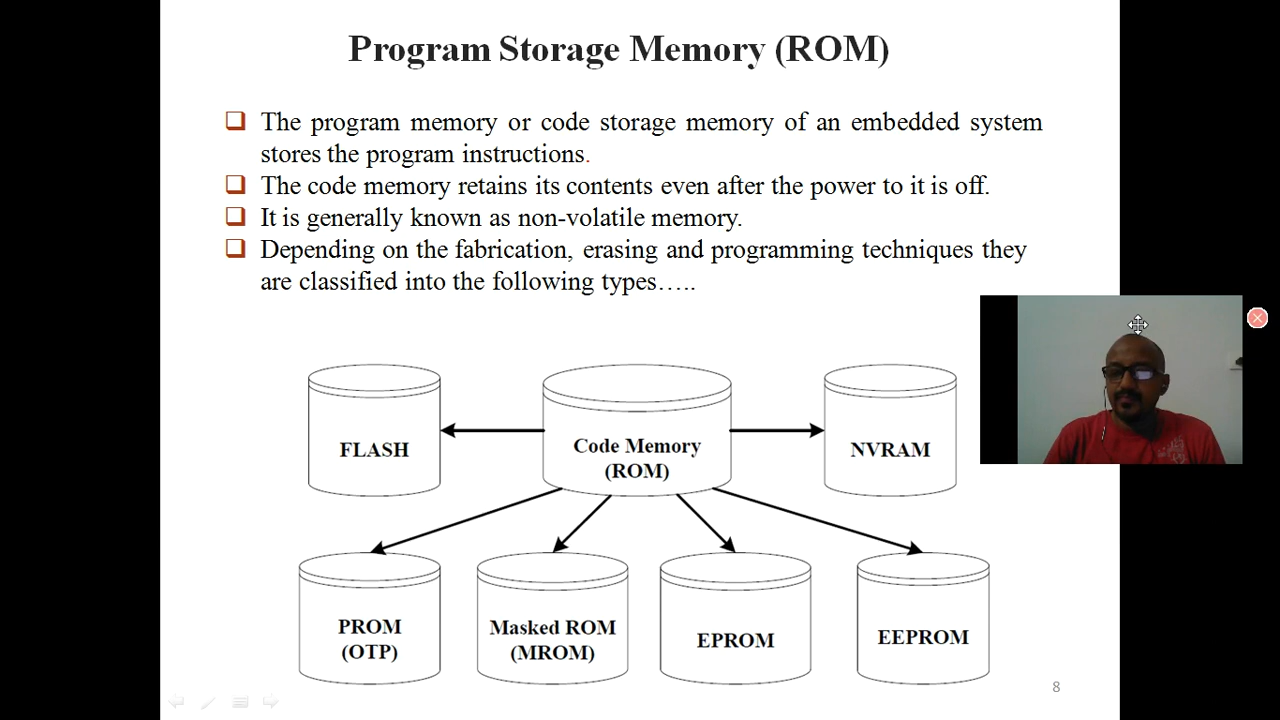 Program Storage Memory (ROM)
The program memory or code storage memory of an embedded system
stores the program instructions.
The code memory retains its contents even after the power to it is off.
It is generally known as non-volatile memory.
Depending on the fabrication, erasing and programming techniques they
are classified into the following types…..
FLASH
Code Memory
(ROM)
NVRAM
PROM
(OTP)
Masked ROM
(MROM)
EPROM
EEPROM
8